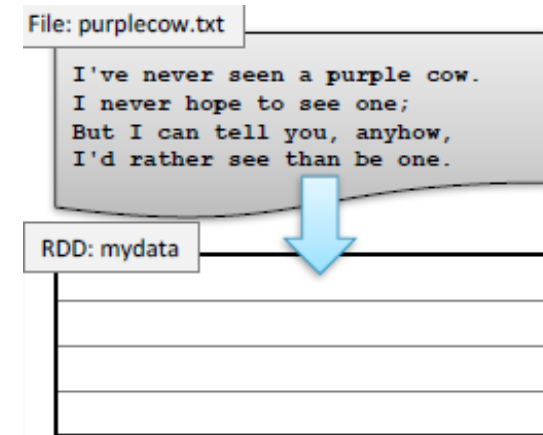 File: purplecow.txt
I've never seen a purple cow.
I never hope to see one;
But I can tell you, anyhow,
I'd rather see than be one.
RDD: mydata